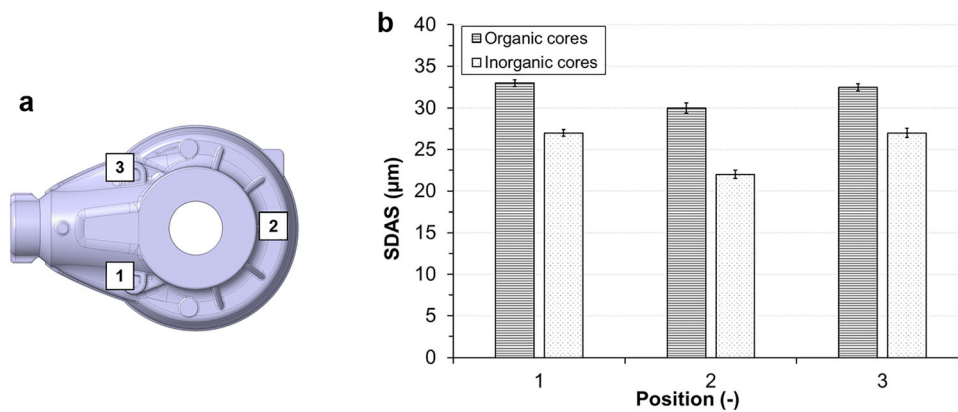 a
3
2
1
b
Organic cores
Inorganic cores
SDAS (µm)
40
35
30
25
20
15
10
5
0
1 2 3
Position (-)